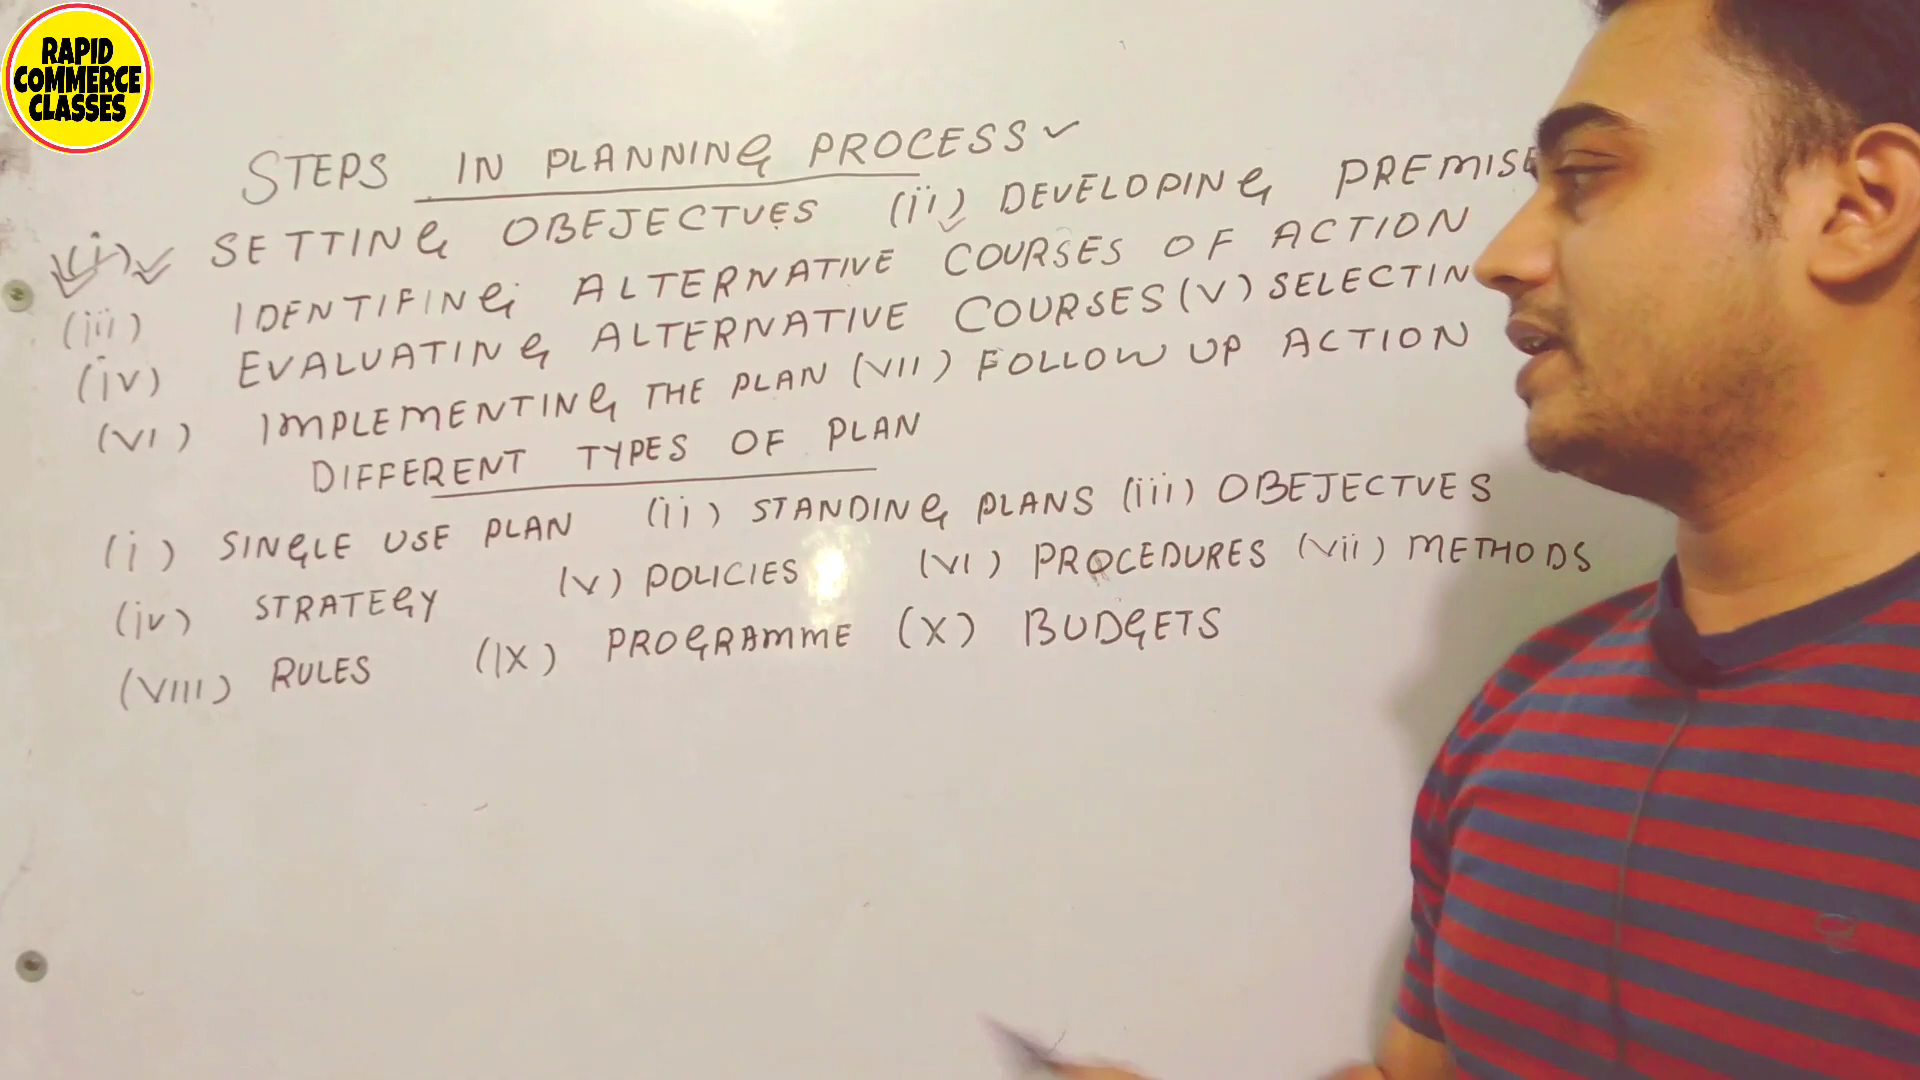 RAPID
COMMERCE
CLASSES
STEPS IN PLANNING PROCESS
(i) SETTING OBEJECTVES (ii) DEVELOPING PREMISE
(iii) IDENTIFING ALTERNATIVE COURSES OF ACTION
(iv) EVALUATING ALTERNATIVE COURSES (V) SELECTIN
(VI) IMPLEMENTING THE PLAN (VII) FOLLOW UP ACTION
DIFFERENT TYPES OF PLAN
(i) SINGLE USE PLAN (ii) STANDING PLANS (iii) OBEJECTVES
(iv) STRATEGY (V) POLICIES (VI) PROCEDURES (Vii) METHODS
(VIII) RULES (IX) PROGRAMME (X) BUDGETS